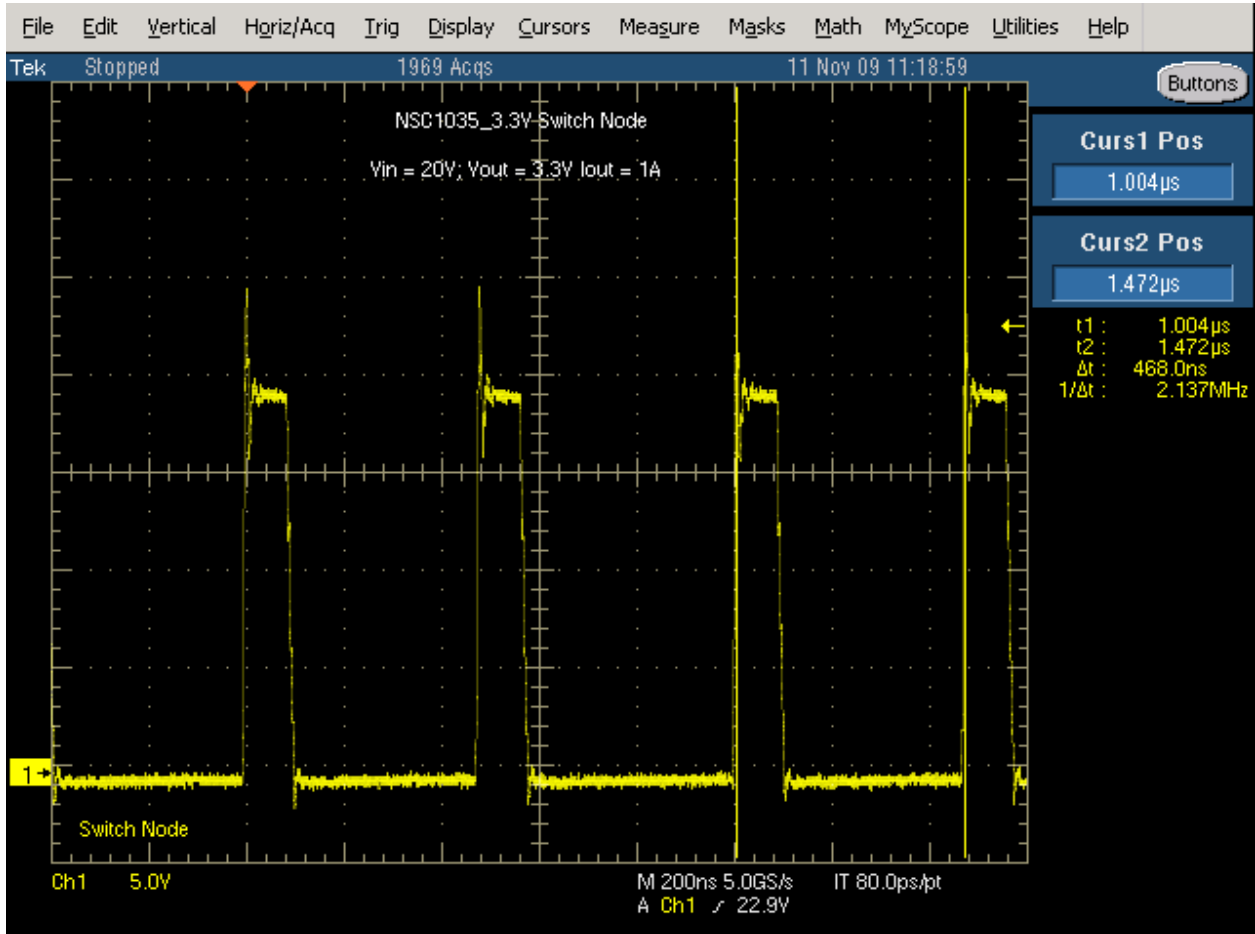 File Edit Vertical Horiz/Acq Trig Display Cursors Measure Masks Math MyScope Utilities Help
Tek Stopped 1969 Acqs 11 Nov 09 11:18:59
Buttons
NSC1035_3.3V Switch Node
Vin = 20V; Vout = 3.3V Iout = 1A
Curs1 Pos
1.004µs
Curs2 Pos
1.472µs
t1 : 1.004µs
t2 : 1.472µs
Δt : 468.0ns
1/Δt : 2.137MHz
1
Switch Node
Ch1 5.0V M 200ns 5.0GS/s IT 80.0ps/pt
A Ch1 / 22.9V